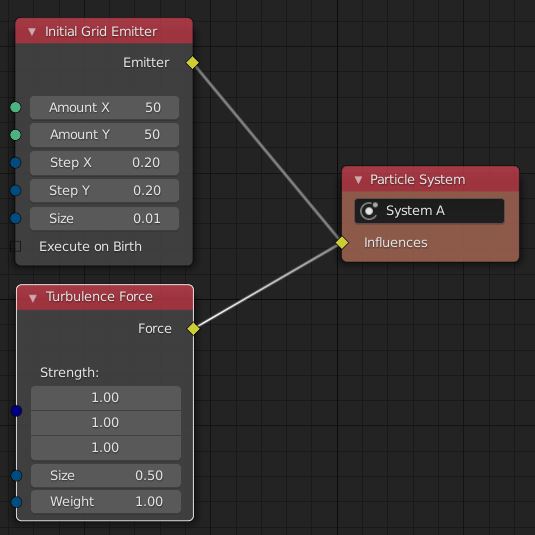 Initial Grid Emitter
Emitter
Amount X 50
Amount Y 50
Step X 0.20
Step Y 0.20
Size 0.01
Execute on Birth
Turbulence Force
Force
Strength:
1.00
1.00
1.00
Size 0.50
Weight 1.00
Particle System
System A
Influences